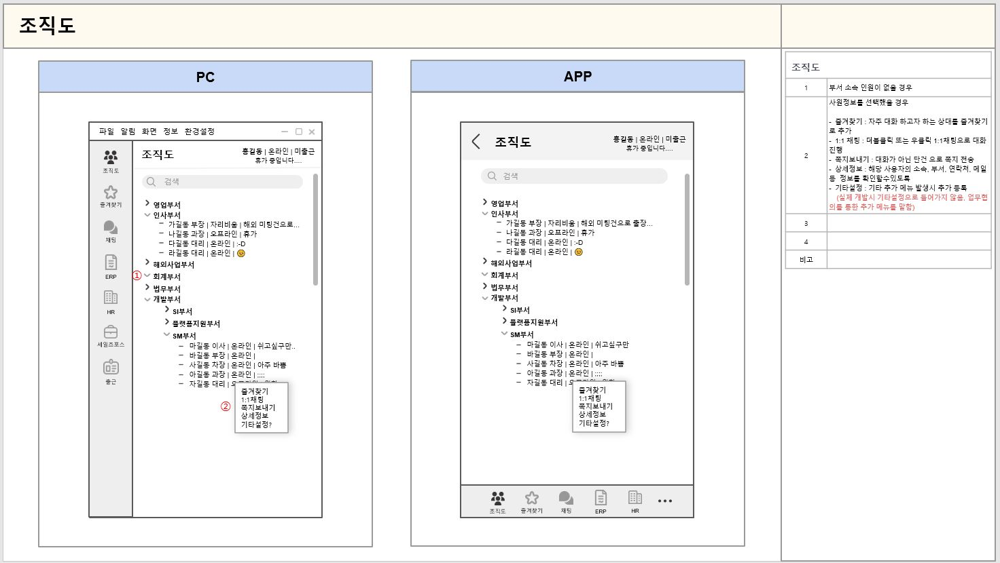 조직도
PC
파일 알림 화면 정보 환경설정
조직도
홍길동 | 온라인 | 미출근
휴가 중입니다....
검색
조직도
즐겨찾기
채팅
ERP
HR
세일즈포스
출근
영업부서
인사부서
가길동 부장 | 자리비움 | 해외 미팅건으로...
나길동 과장 | 오프라인 | 휴가
다길동 대리 | 온라인 | :-D
라길동 대리 | 온라인 | 😣
해외사업부서
① 회계부서
법무부서
개발부서
SI부서
플랫폼지원부서
SM부서
마길동 이사 | 온라인 | 쉬고싶구만..
바길동 부장 | 온라인 |
사길동 차장 | 온라인 | 아주 바쁨
아길동 과장 | 온라인 | ;;;;
자길동 대리 |
②
즐겨찾기
1:1채팅
쪽지보내기
상세정보
기타설정?
APP
조직도
홍길동 | 온라인 | 미출근
휴가 중입니다....
검색
영업부서
인사부서
가길동 부장 | 자리비움 | 해외 미팅건으로 출장...
나길동 과장 | 오프라인 | 휴가
다길동 대리 | 온라인 | :-D
라길동 대리 | 온라인 | 😣
해외사업부서
회계부서
법무부서
개발부서
SI부서
플랫폼지원부서
SM부서
마길동 이사 | 온라인 | 쉬고싶구만
바길동 부장 | 온라인 |
사길동 차장 | 온라인 | 아주 바쁨
아길동 과장 | 온라인 | ;;;;
자길동 대리 |
즐겨찾기
1:1채팅
쪽지보내기
상세정보
기타설정?
조직도
즐겨찾기
채팅
ERP
HR
조직도
1 부서 소속 인원이 없을 경우
2
사원정보를 선택했을 경우
- 즐겨찾기 : 자주 대화 하고자 하는 상대를 즐겨찾기
로 추가
- 1:1 채팅 : 더블클릭 또는 우클릭 1:1채팅으로 대화
진행
- 쪽지보내기 : 대화가 아닌 단건 으로 쪽지 전송
- 상세정보 : 해당 사용자의 소속, 부서, 연락처, 메일
등 정보를 확인할수있도록
- 기타설정 : 기타 추가 메뉴 발생시 추가 등록
(실제 개발시 기타설정으로 들어가지 않음, 업무협
의를 통한 추가 메뉴를 말함)
3
4
비고